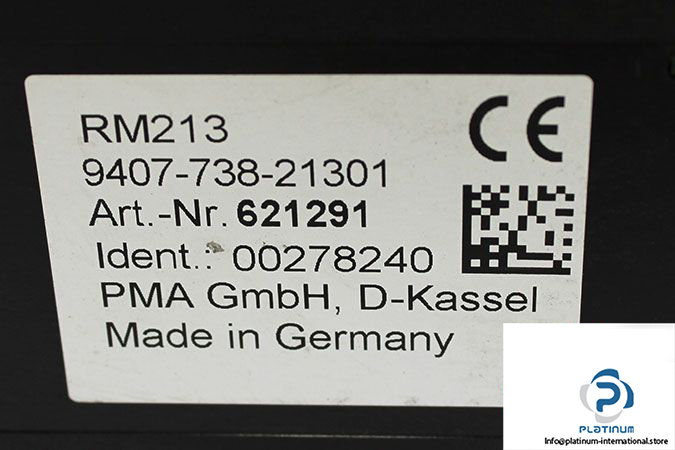 RM213
9407-738-21301
Art.-Nr. 621291
Ident.: 00278240
PMA GmbH, D-Kassel
Made in Germany
CE
PLATINUM
Info@platinum-international.store